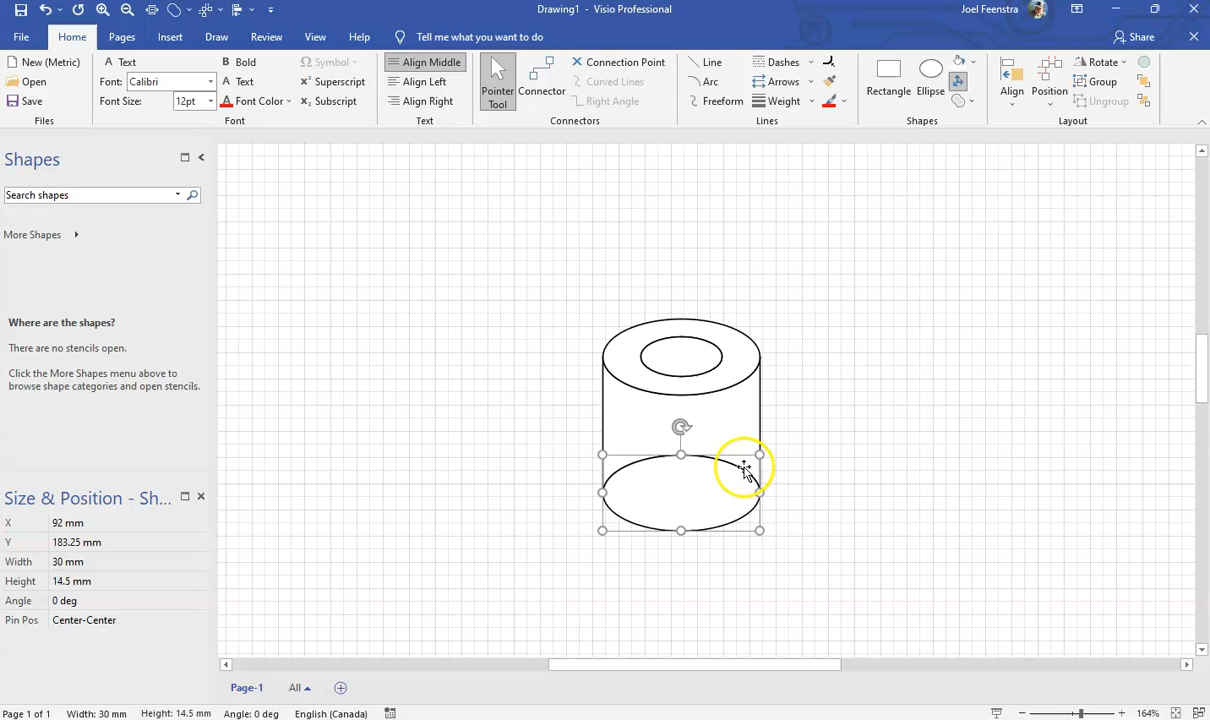 Drawing1 - Visio Professional
Joel Feenstra
File Home Pages Insert Draw Review View Help Tell me what you want to do
Share
New (Metric)
Open
Save
Files
Text
Font: Calibri
Font Size: 12pt
B Bold
Text
A Font Color
Ω Symbol
x² Superscript
x₂ Subscript
Font
Align Middle
Align Left
Align Right
Text
Pointer Tool
Connector
Connection Point
Curved Lines
Right Angle
Connectors
Line
Arc
Freeform
Dashes
Arrows
Weight
Lines
Rectangle
Ellipse
Shapes
Align
Position
Rotate
Group
Ungroup
Layout
Shapes
Search shapes
More Shapes
Where are the shapes?
There are no stencils open.
Click the More Shapes menu above to
browse shape categories and open stencils.
Size & Position - Sh...
X 92 mm
Y 183.25 mm
Width 30 mm
Height 14.5 mm
Angle 0 deg
Pin Pos Center-Center
Page-1 All
Page 1 of 1 Width: 30 mm Height: 14.5 mm Angle: 0 deg English (Canada) 164%